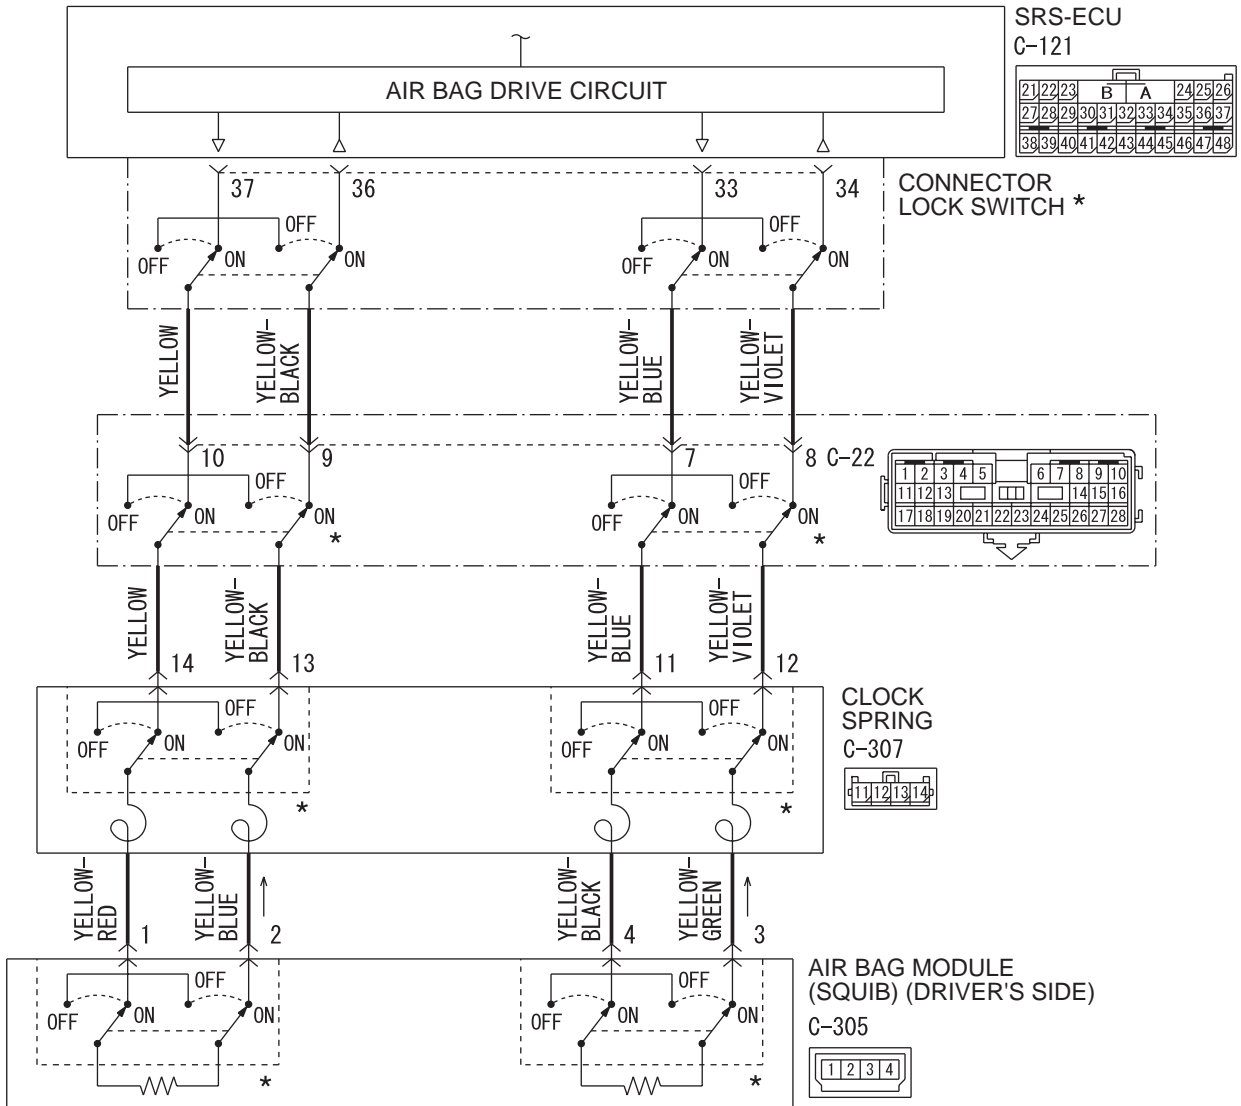 SRS-ECU
C-121
AIR BAG DRIVE CIRCUIT
21 22 23 B A 24 25 26
27 28 29 30 31 32 33 34 35 36 37
38 39 40 41 42 43 44 45 46 47 48
37 36 33 34
CONNECTOR
LOCK SWITCH *
OFF OFF
OFF ON ON OFF ON ON
YELLOW
YELLOW-
BLACK
YELLOW-
BLUE
YELLOW-
VIOLET
10 9 7 8 C-22
1 2 3 4 5 6 7 8 9 10
11 12 13 14 15 16
17 18 19 20 21 22 23 24 25 26 27 28
OFF OFF
OFF ON ON OFF ON ON
* *
YELLOW
YELLOW-
BLACK
YELLOW-
BLUE
YELLOW-
VIOLET
14 13 11 12
CLOCK
SPRING
C-307
11 12 13 14
OFF OFF
OFF ON ON OFF ON ON
* *
YELLOW-
RED
YELLOW-
BLUE
YELLOW-
BLACK
YELLOW-
GREEN
1 2 4 3
AIR BAG MODULE
(SQUIB) (DRIVER'S SIDE)
C-305
1 2 3 4
OFF OFF
OFF ON ON OFF ON ON
* *